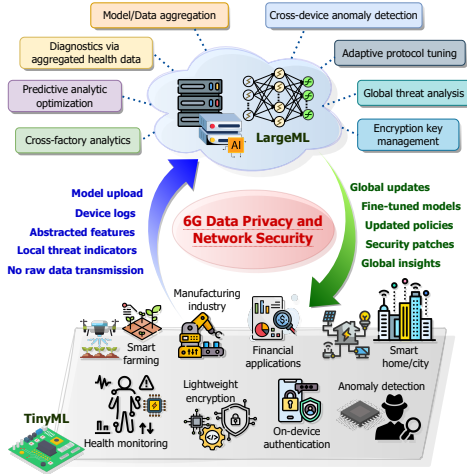 Model/Data aggregation
Cross-device anomaly detection
Diagnostics via
aggregated health data
Adaptive protocol tuning
Predictive analytic
optimization
Global threat analysis
Cross-factory analytics
Encryption key
management
AI
LargeML
Model upload
Device logs
Abstracted features
Local threat indicators
No raw data transmission
6G Data Privacy and
Network Security
Global updates
Fine-tuned models
Updated policies
Security patches
Global insights
Smart
farming
Manufacturing
industry
Financial
applications
Smart
home/city
TinyML
Health monitoring
Lightweight
encryption
On-device
authentication
Anomaly detection